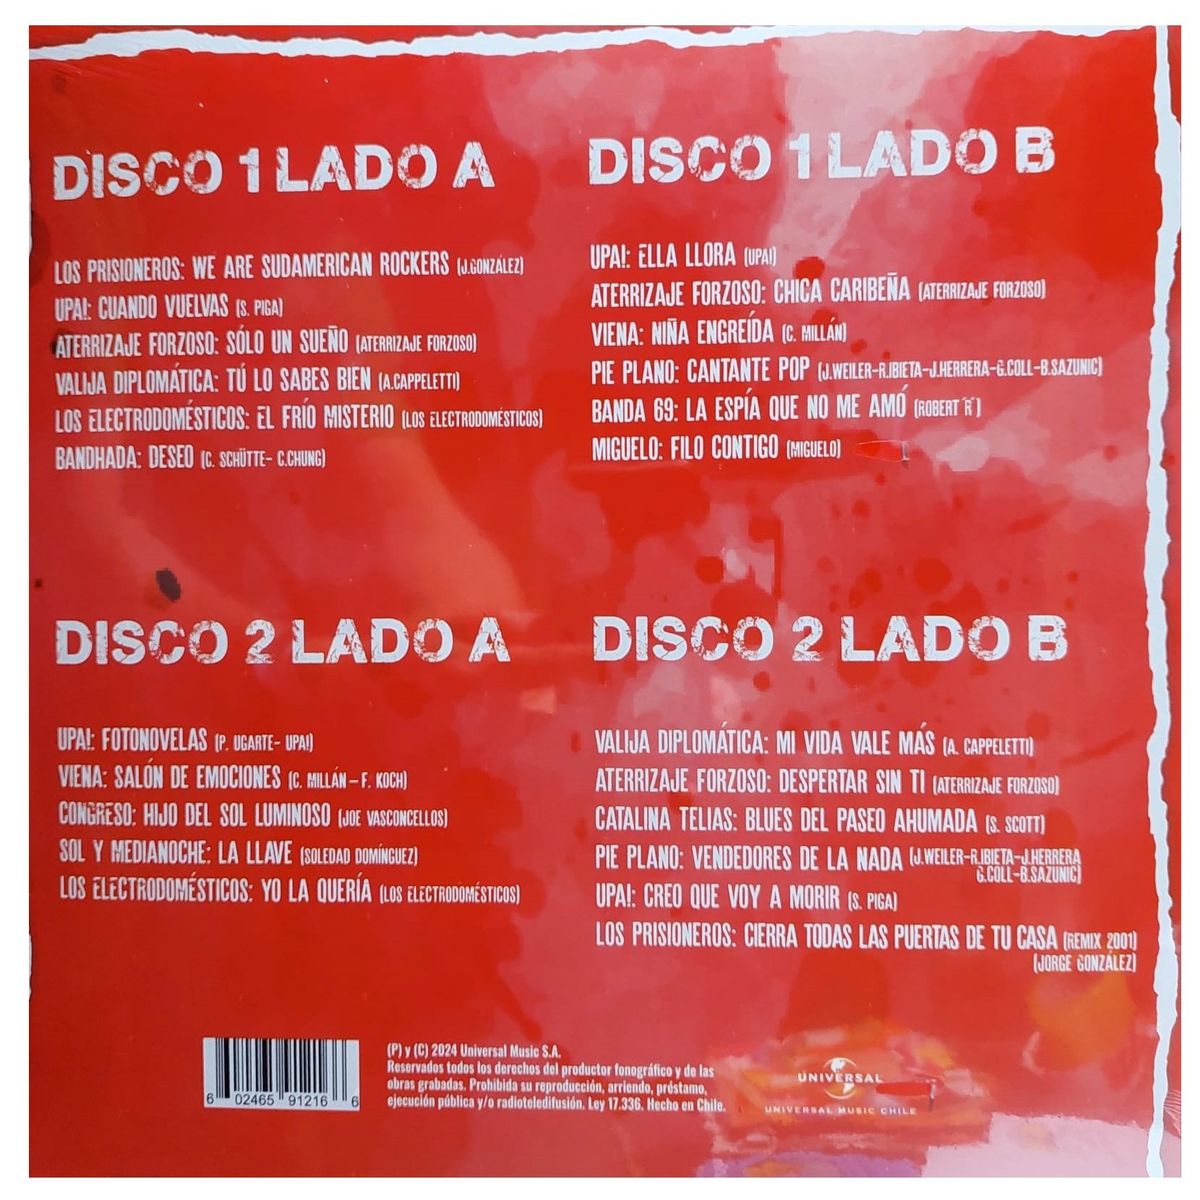 DISCO 1 LADO A
LOS PRISIONEROS: WE ARE SUDAMERICAN ROCKERS (J.GONZÁLEZ)
UPA!: CUANDO VUELVAS (S. PIGA)
ATERRIZAJE FORZOSO: SÓLO UN SUEÑO (ATERRIZAJE FORZOSO)
VALIJA DIPLOMÁTICA: TÚ LO SABES BIEN (A.CAPPELETTI)
LOS ELECTRODOMÉSTICOS: EL FRÍO MISTERIO (LOS ELECTRODOMÉSTICOS)
BANDHADA: DESEO (C. SCHÜTTE- C.CHUNG)
DISCO 1 LADO B
UPA!: ELLA LLORA (UPA!)
ATERRIZAJE FORZOSO: CHICA CARIBEÑA (ATERRIZAJE FORZOSO)
VIENA: NIÑA ENGREÍDA (C. MILLÁN)
PIE PLANO: CANTANTE POP (J.WEILER-R.IBIETA-J.HERRERA-G.COLL-B.SAZUNIC)
BANDA 69: LA ESPÍA QUE NO ME AMÓ (ROBERT ¨R¨)
MIGUELO: FILO CONTIGO (MIGUELO)
DISCO 2 LADO A
UPA!: FOTONOVELAS (P. UGARTE- UPA!)
VIENA: SALÓN DE EMOCIONES (C. MILLÁN – F. KOCH)
CONGRESO: HIJO DEL SOL LUMINOSO (JOE VASCONCELLOS)
SOL Y MEDIANOCHE: LA LLAVE (SOLEDAD DOMÍNGUEZ)
LOS ELECTRODOMÉSTICOS: YO LA QUERÍA (LOS ELECTRODOMÉSTICOS)
DISCO 2 LADO B
VALIJA DIPLOMÁTICA: MI VIDA VALE MÁS (A. CAPPELETTI)
ATERRIZAJE FORZOSO: DESPERTAR SIN TI (ATERRIZAJE FORZOSO)
CATALINA TELIAS: BLUES DEL PASEO AHUMADA (S. SCOTT)
PIE PLANO: VENDEDORES DE LA NADA (J.WEILER-R.IBIETA-J.HERRERA
G.COLL-B.SAZUNIC)
UPA!: CREO QUE VOY A MORIR (S. PIGA)
LOS PRISIONEROS: CIERRA TODAS LAS PUERTAS DE TU CASA (REMIX 2001)
(JORGE GONZÁLEZ)
6 02465 91216 6
(P) y (C) 2024 Universal Music S.A.
Reservados todos los derechos del productor fonográfico y de las
obras grabadas. Prohibida su reproducción, arriendo, préstamo,
ejecución pública y/o radioteledifusión. Ley 17.336. Hecho en Chile.
UNIVERSAL
UNIVERSAL MUSIC CHILE